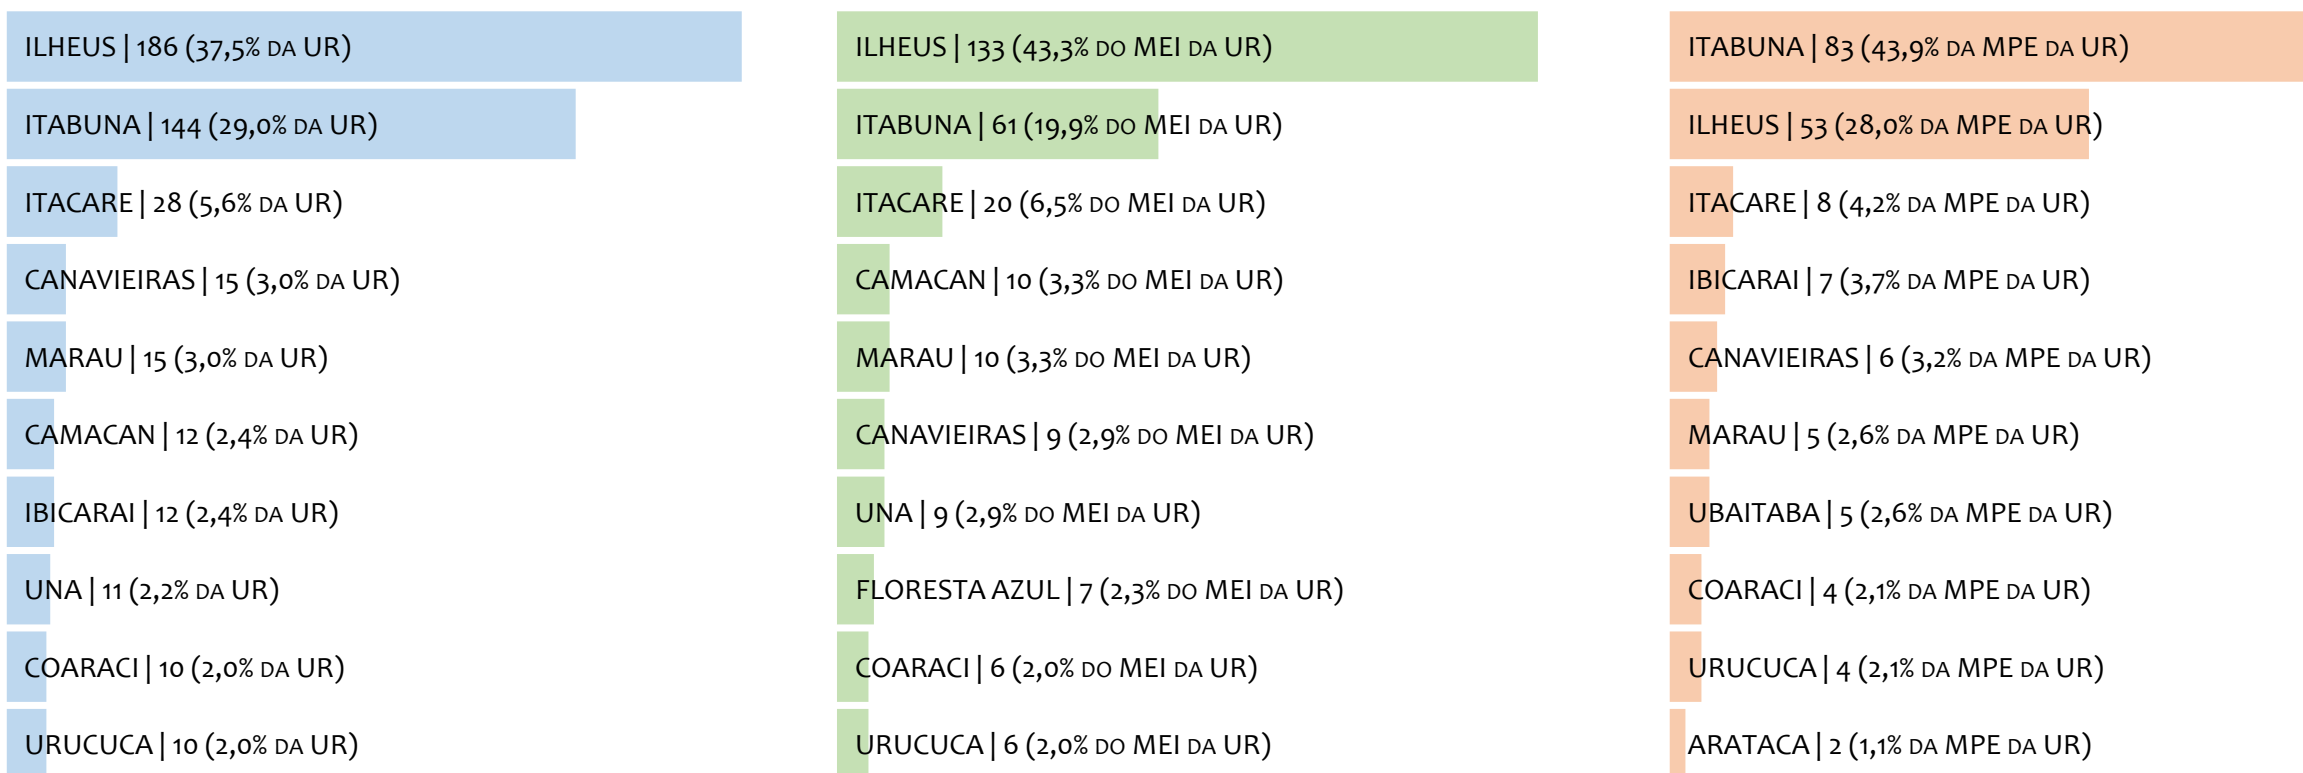 ILHEUS | 186 (37,5% DA UR)
ITABUNA | 144 (29,0% DA UR)
ITACARE | 28 (5,6% DA UR)
CANAVIEIRAS | 15 (3,0% DA UR)
MARAU | 15 (3,0% DA UR)
CAMACAN | 12 (2,4% DA UR)
IBICARAI | 12 (2,4% DA UR)
UNA | 11 (2,2% DA UR)
COARACI | 10 (2,0% DA UR)
URUCUCA | 10 (2,0% DA UR)
ILHEUS | 133 (43,3% DO MEI DA UR)
ITABUNA | 61 (19,9% DO MEI DA UR)
ITACARE | 20 (6,5% DO MEI DA UR)
CAMACAN | 10 (3,3% DO MEI DA UR)
MARAU | 10 (3,3% DO MEI DA UR)
CANAVIEIRAS | 9 (2,9% DO MEI DA UR)
UNA | 9 (2,9% DO MEI DA UR)
FLORESTA AZUL | 7 (2,3% DO MEI DA UR)
COARACI | 6 (2,0% DO MEI DA UR)
URUCUCA | 6 (2,0% DO MEI DA UR)
ITABUNA | 83 (43,9% DA MPE DA UR)
ILHEUS | 53 (28,0% DA MPE DA UR)
ITACARE | 8 (4,2% DA MPE DA UR)
IBICARAI | 7 (3,7% DA MPE DA UR)
CANAVIEIRAS | 6 (3,2% DA MPE DA UR)
MARAU | 5 (2,6% DA MPE DA UR)
UBAITABA | 5 (2,6% DA MPE DA UR)
COARACI | 4 (2,1% DA MPE DA UR)
URUCUCA | 4 (2,1% DA MPE DA UR)
ARATACA | 2 (1,1% DA MPE DA UR)